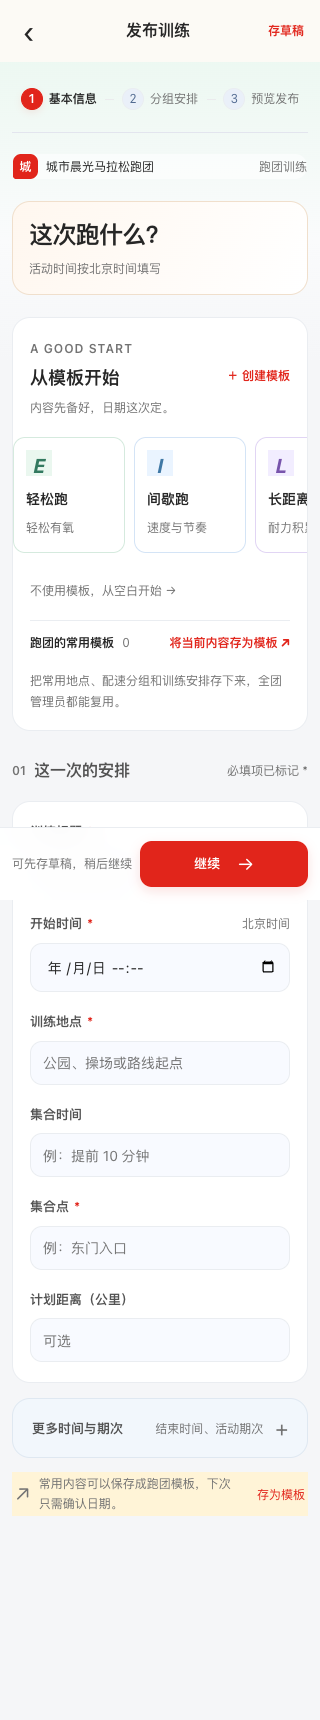 发布训练
存草稿
1 基本信息
2 分组安排
3 预览发布
城 城市晨光马拉松跑团
跑团训练
这次跑什么?
活动时间按北京时间填写
A GOOD START
从模板开始
+ 创建模板
内容先备好，日期这次定。
E
轻松跑
轻松有氧
I
间歇跑
速度与节奏
L
长距离
耐力积
不使用模板，从空白开始 →
跑团的常用模板 0
将当前内容存为模板 ↗
把常用地点、配速分组和训练安排存下来，全团
管理员都能复用。
01 这一次的安排
必填项已标记 *
可先存草稿，稍后继续
继续 →
开始时间 *
北京时间
年 /月/日 --:--
训练地点 *
公园、操场或路线起点
集合时间
例：提前 10 分钟
集合点 *
例：东门入口
计划距离（公里）
可选
更多时间与期次
结束时间、活动期次 +
↗ 常用内容可以保存成跑团模板，下次
只需确认日期。
存为模板